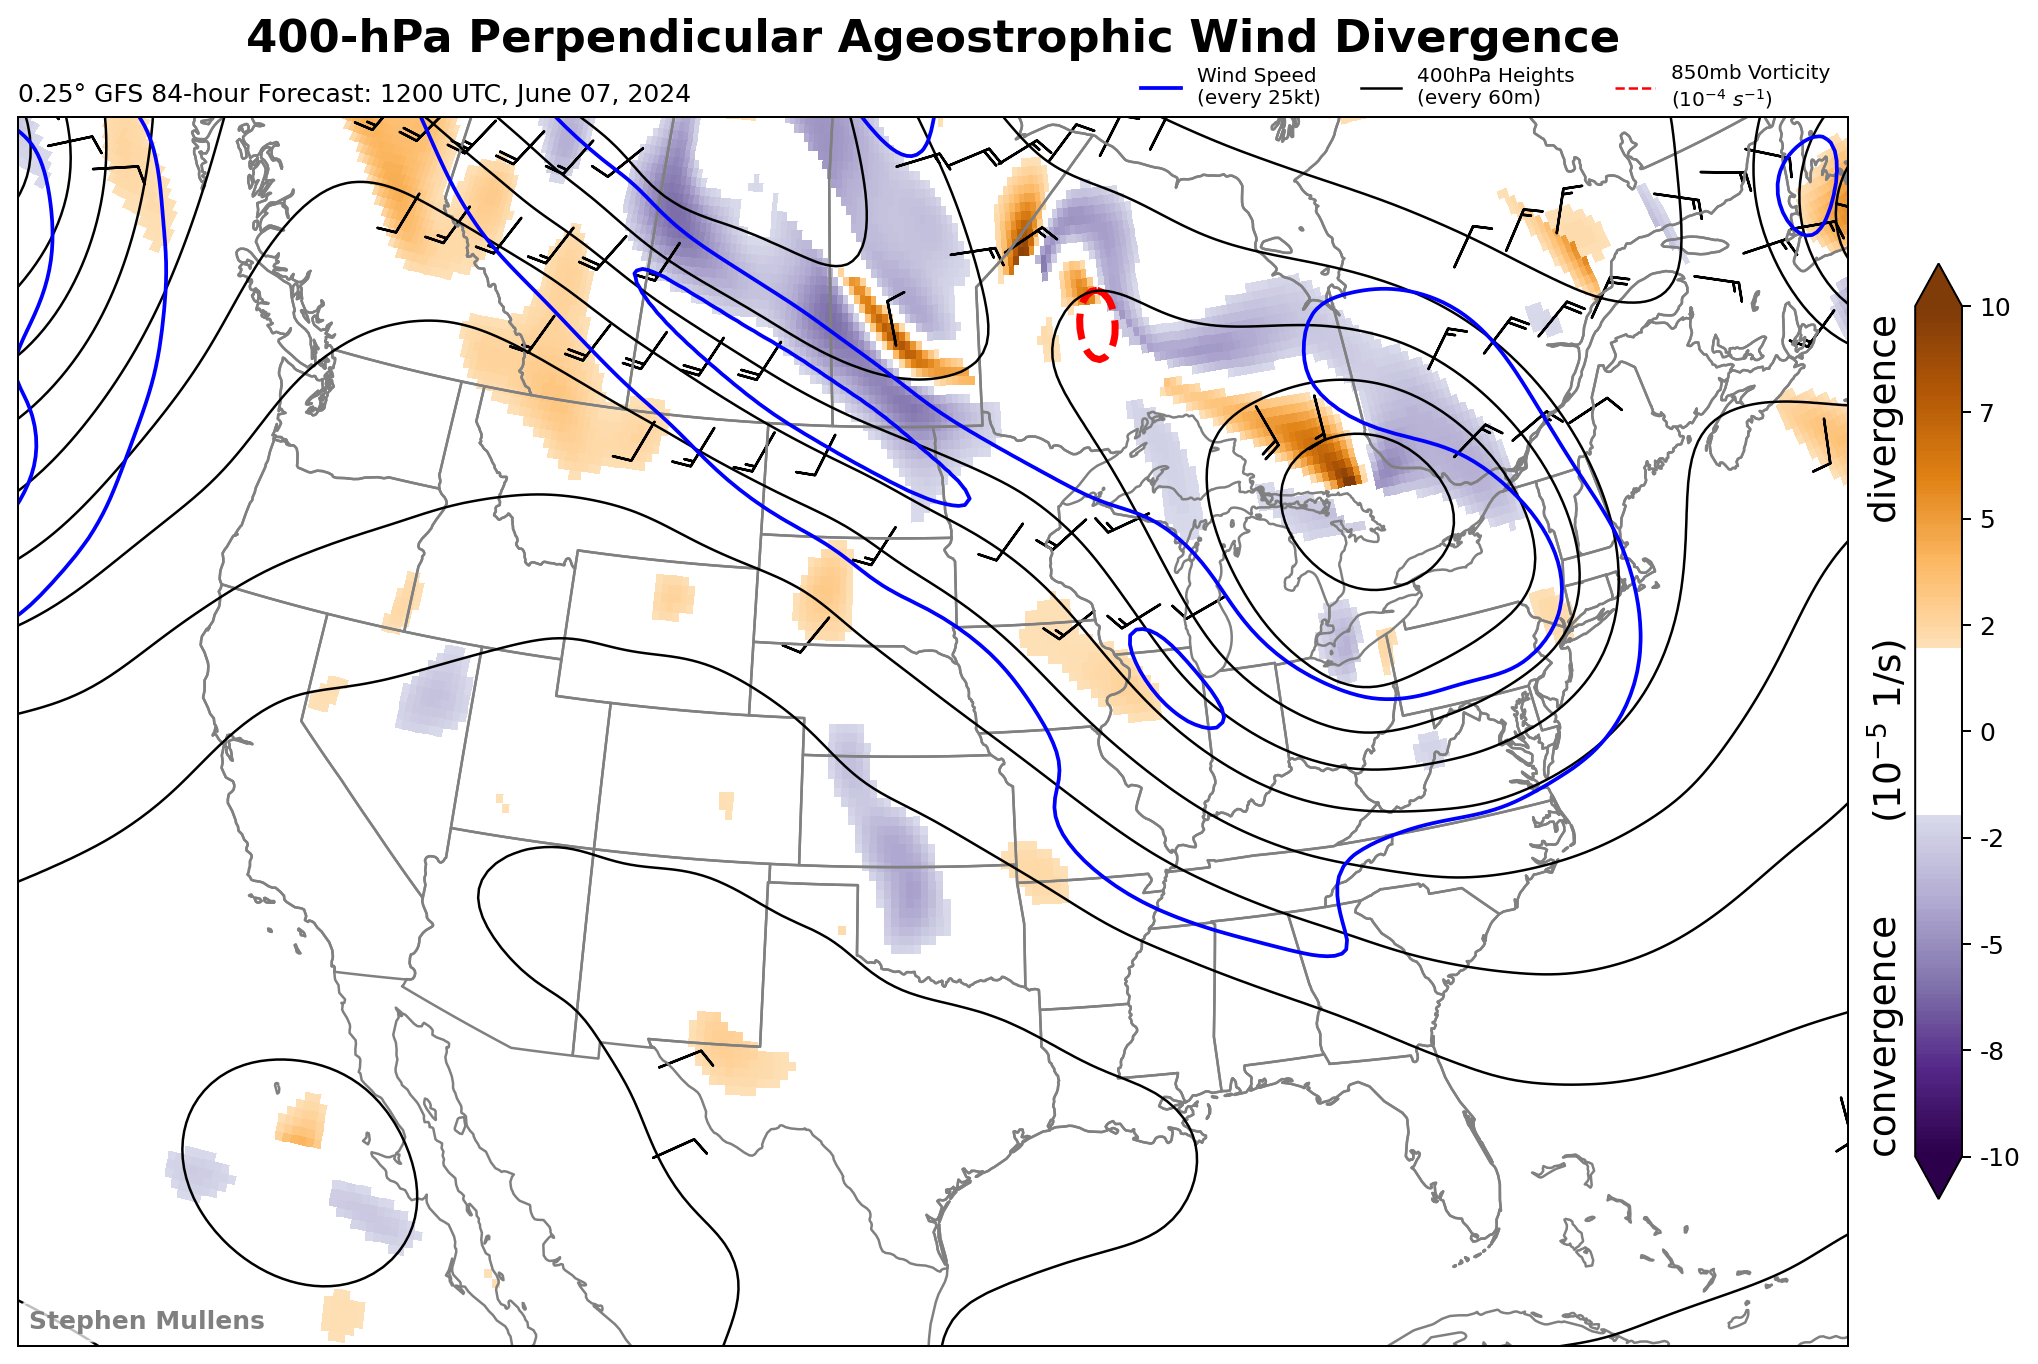 400-hPa Perpendicular Ageostrophic Wind Divergence
0.25° GFS 84-hour Forecast: 1200 UTC, June 07, 2024
Wind Speed
(every 25kt)
400hPa Heights
(every 60m)
850mb Vorticity
(10⁻⁴ s⁻¹)
10
7
5
2
0
-2
-5
-8
-10
convergence (10⁻⁵ 1/s) divergence
Stephen Mullens